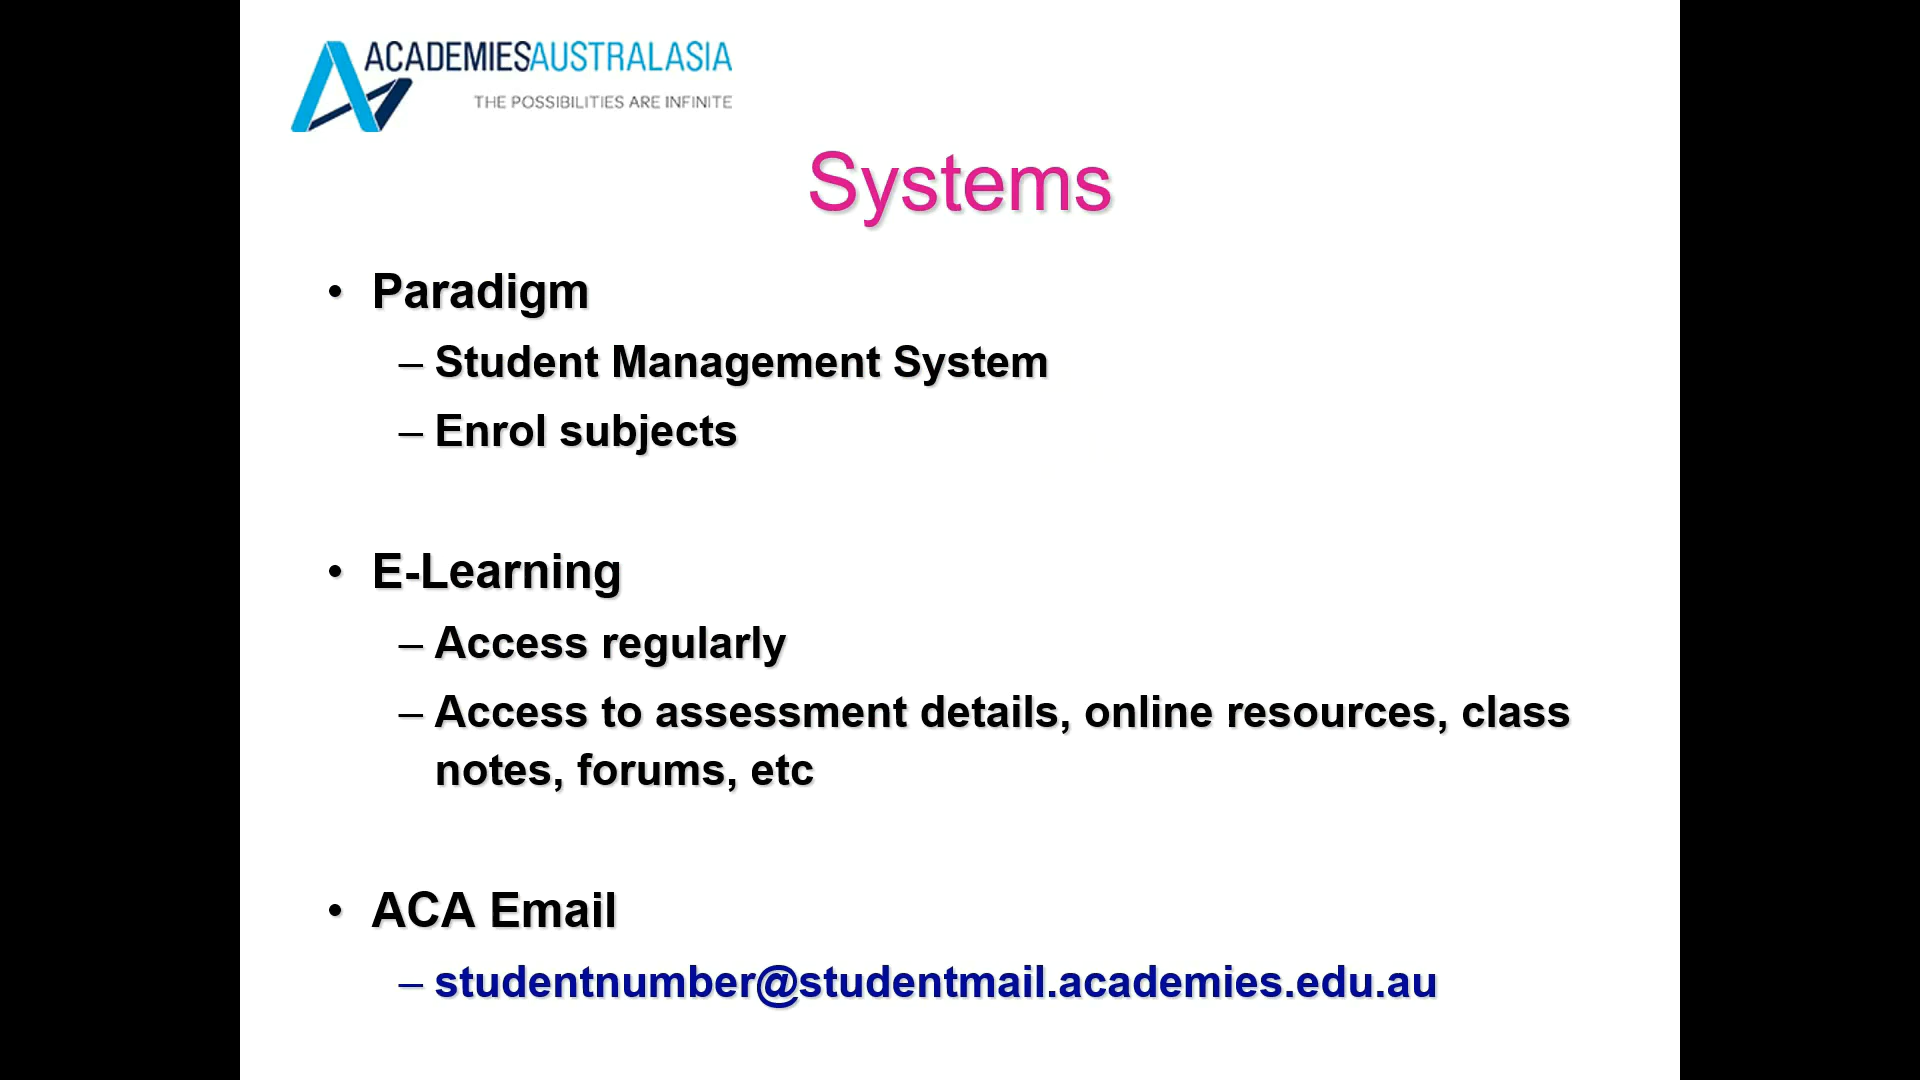 ACADEMIESAUSTRALASIA
THE POSSIBILITIES ARE INFINITE
Systems
• Paradigm
– Student Management System
– Enrol subjects
• E-Learning
– Access regularly
– Access to assessment details, online resources, class
notes, forums, etc
• ACA Email
– studentnumber@studentmail.academies.edu.au